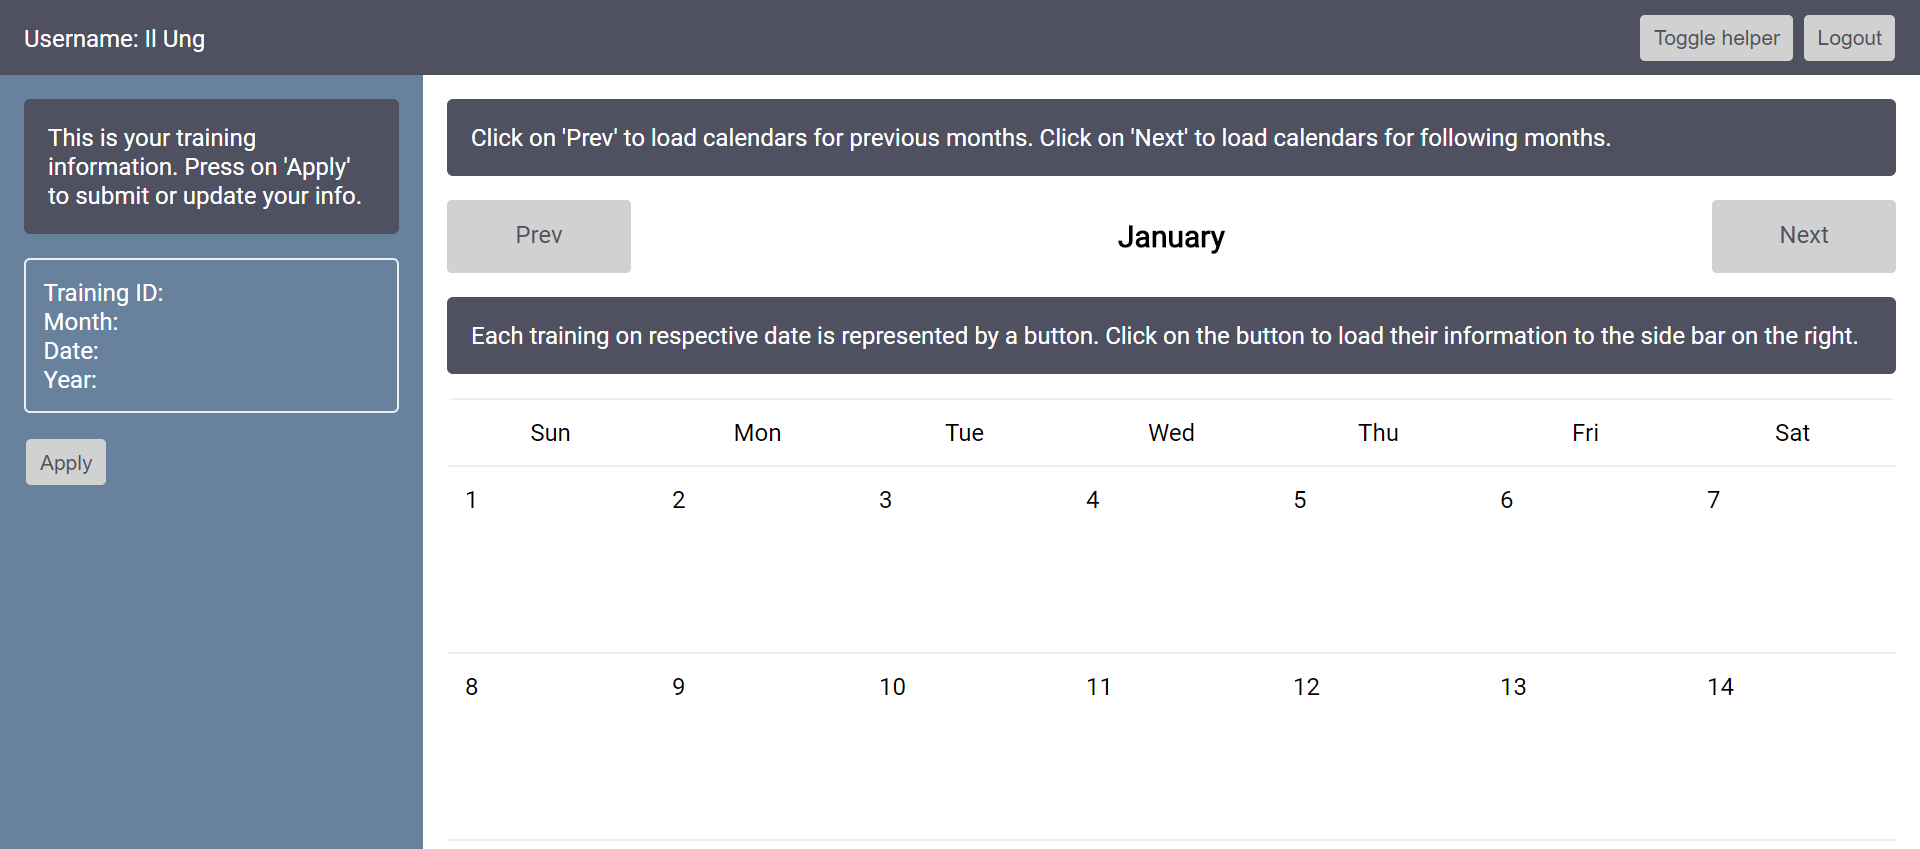 Username: Il Ung
Toggle helper
Logout
This is your training
information. Press on 'Apply'
to submit or update your info.
Training ID:
Month:
Date:
Year:
Apply
Click on 'Prev' to load calendars for previous months. Click on 'Next' to load calendars for following months.
Prev
January
Next
Each training on respective date is represented by a button. Click on the button to load their information to the side bar on the right.
Sun Mon Tue Wed Thu Fri Sat
1 2 3 4 5 6 7
8 9 10 11 12 13 14